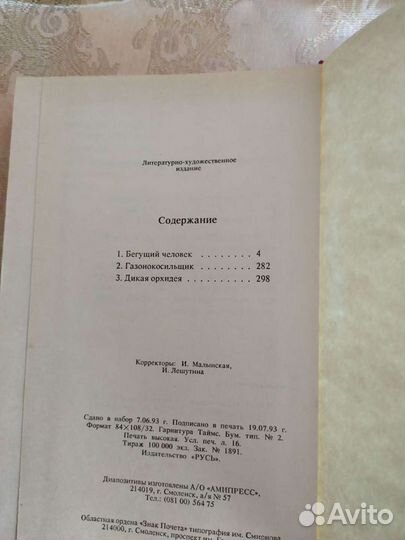 Литературно-художественное
издание
Содержание
1. Бегущий человек . . . . . . . . . 4
2. Газонокосильщик . . . . . . . . 282
3. Дикая орхидея . . . . . . . . . 298
Корректоры: И. Малынская,
И. Лешутина
Сдано в набор 7.06.93 г. Подписано в печать 19.07.93 г.
Формат 84×108/32. Гарнитура Таймс. Бум. тип. № 2.
Печать высокая. Усл. печ. л. 16.
Тираж 100 000 экз. Зак. № 1891.
Издательство «РУСЬ».
Диапозитивы изготовлены А/О «АМИПРЕСС»,
214019, г. Смоленск, а/я № 57
Тел.: (081 00) 564 75
Областная ордена «Знак Почета» типография им. Смирнова
214000, г. Смоленск, проспект им.
Avito